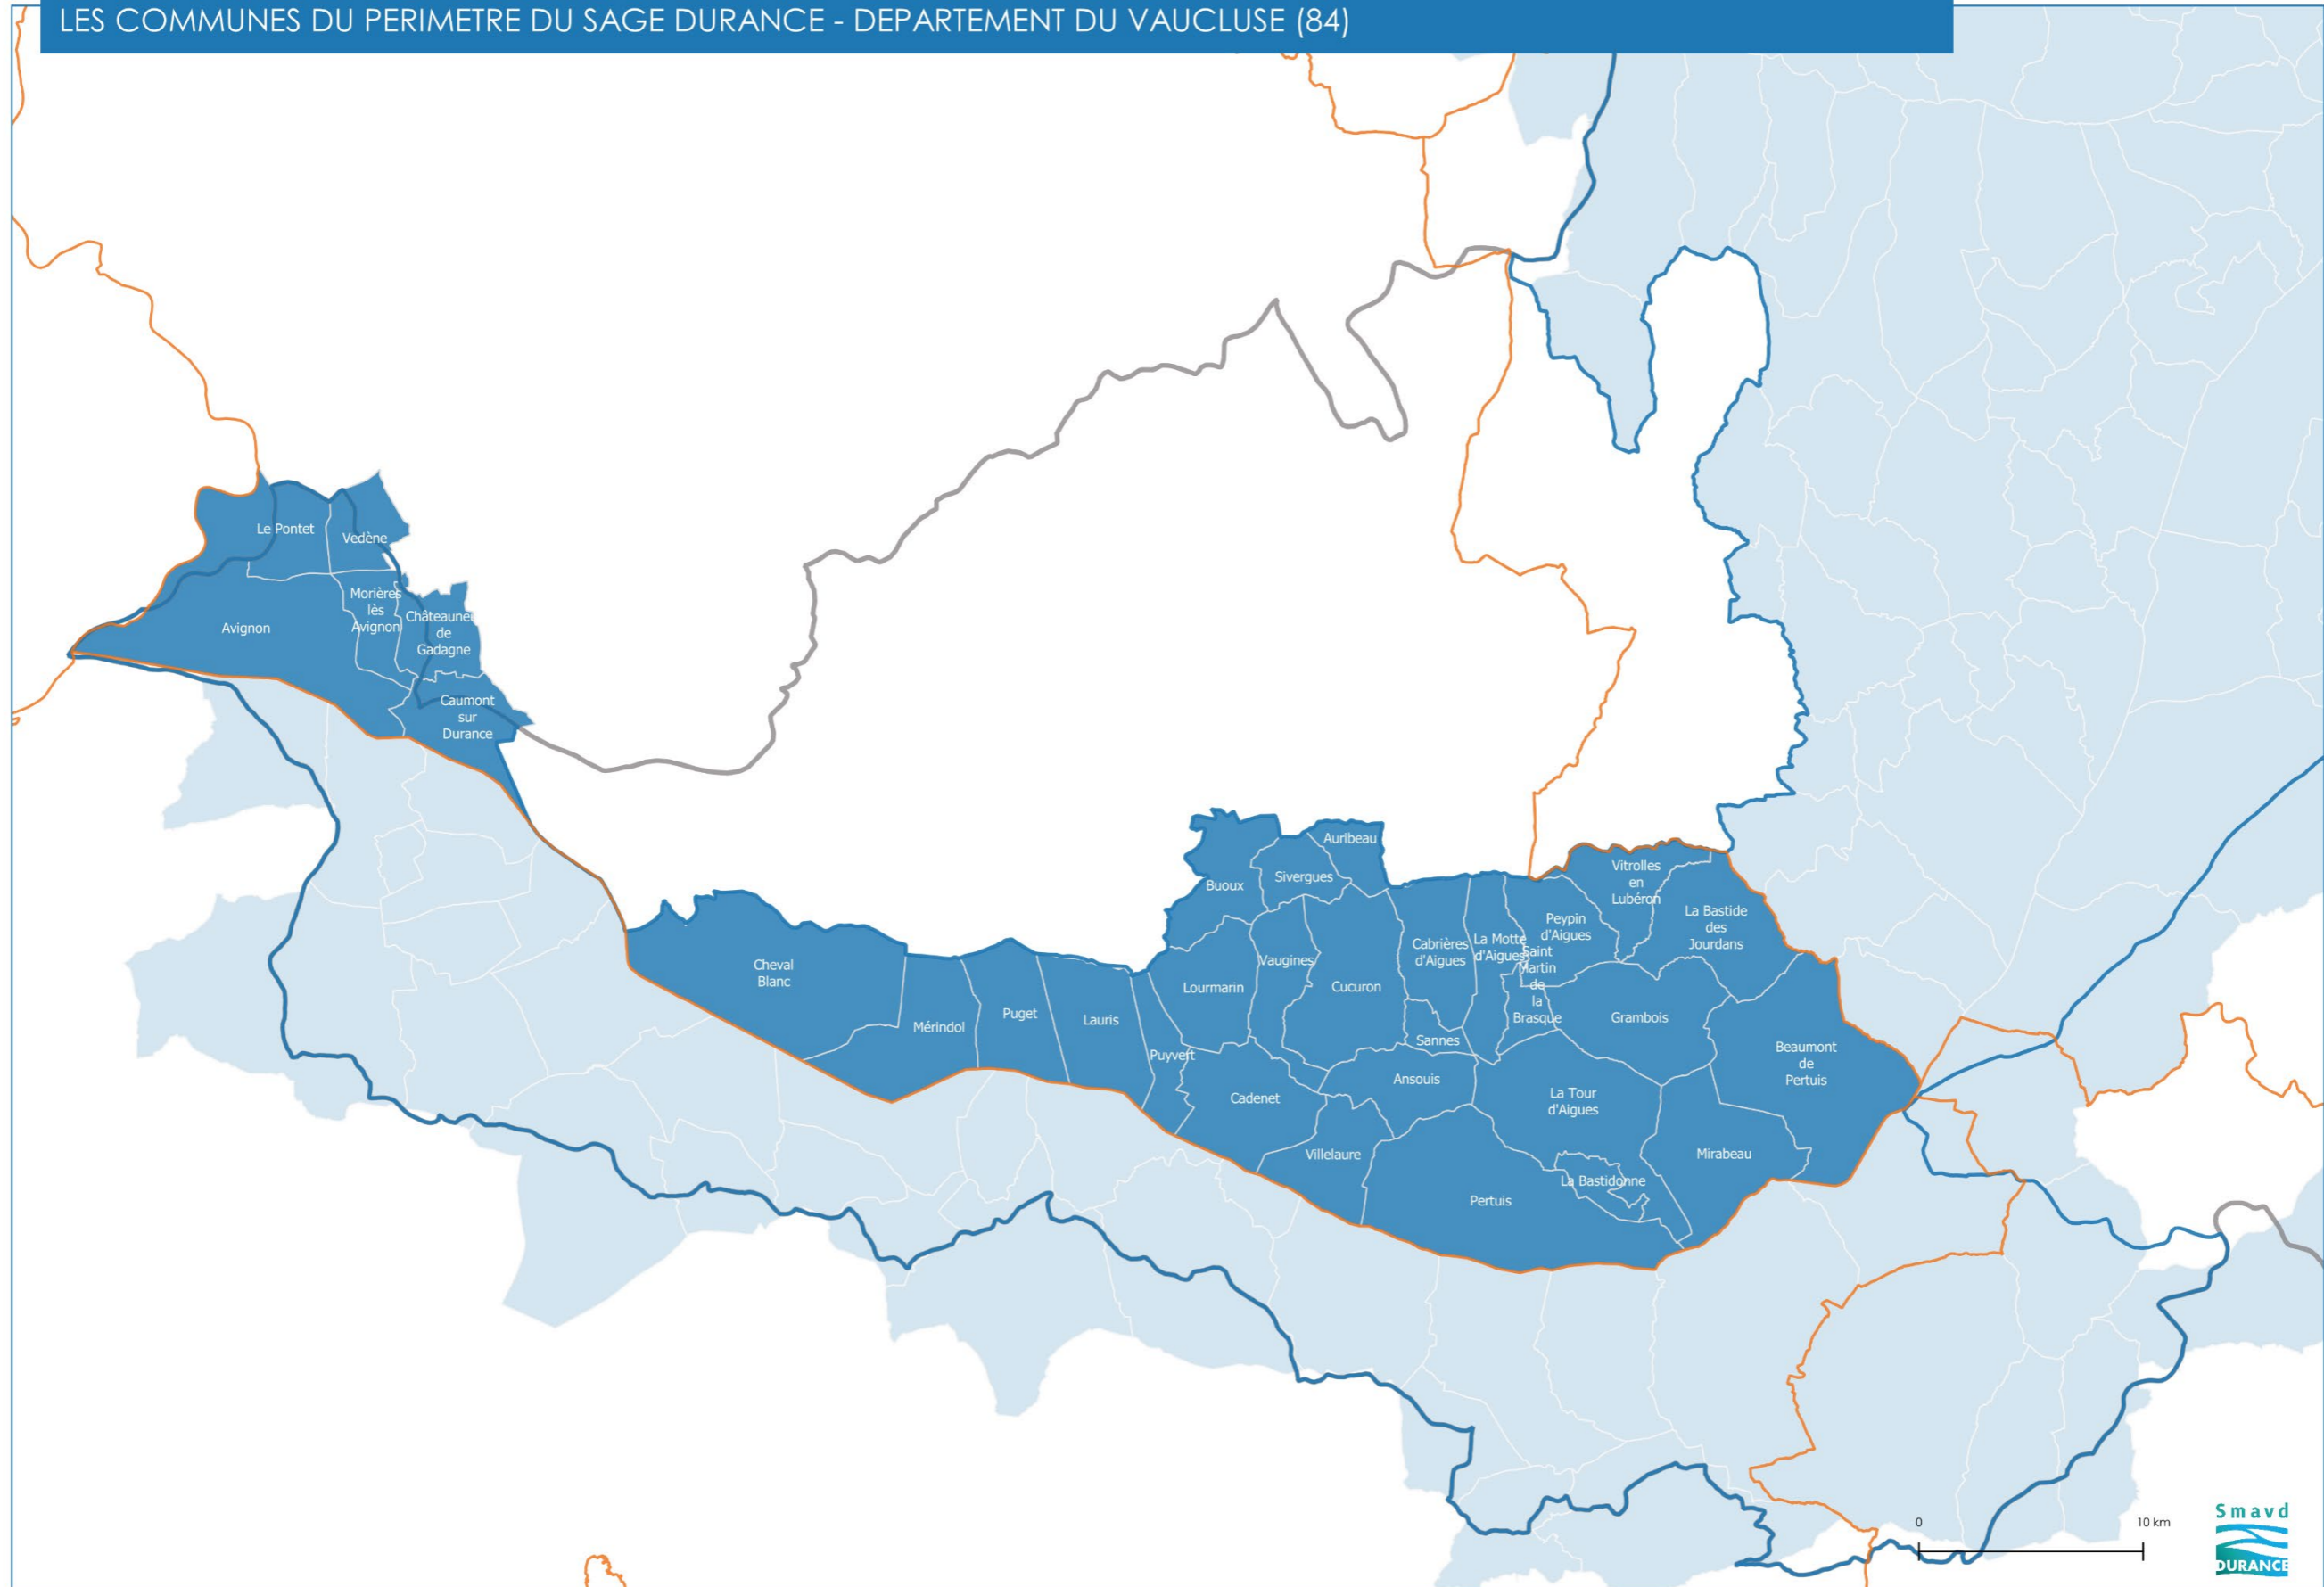 LES COMMUNES DU PERIMETRE DU SAGE DURANCE - DEPARTEMENT DU VAUCLUSE (84)
Le Pontet
Vedène
Morières
lès
Avignon
Châteauneu
de
Gadagne
Avignon
Caumont
sur
Durance
Auribeau
Sivergues
Buoux
Vitrolles
en
Lubéron
La Bastide
des
Jourdans
Peypin
d'Aigues
La Motte
d'Aigues
Cabrières
d'Aigues
Saint
Martin
de
la
Brasque
Cheval
Blanc
Vaugines
Lourmarin
Cucuron
Mérindol
Puget
Lauris
Grambois
Sannes
Puyvert
Beaumont
de
Pertuis
Ansouis
Cadenet
La Tour
d'Aigues
Villelaure
Mirabeau
La Bastidonne
Pertuis
0
10 km
Smavd
DURANCE